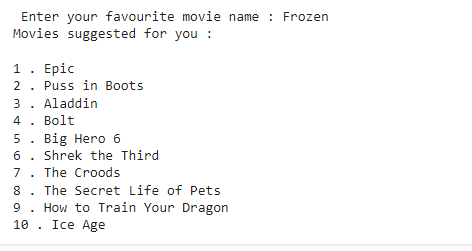 Enter your favourite movie name : Frozen
Movies suggested for you :
1 . Epic
2 . Puss in Boots
3 . Aladdin
4 . Bolt
5 . Big Hero 6
6 . Shrek the Third
7 . The Croods
8 . The Secret Life of Pets
9 . How to Train Your Dragon
10 . Ice Age